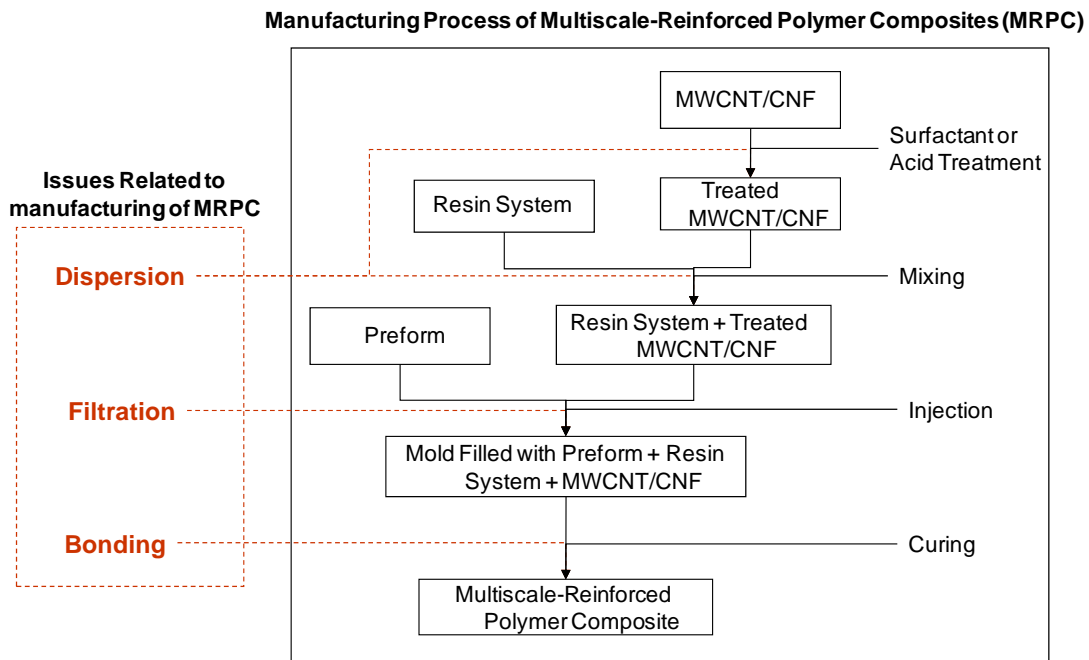 Manufacturing Process of Multiscale-Reinforced Polymer Composites (MRPC)
MWCNT/CNF
Surfactant or
Acid Treatment
Issues Related to
manufacturing of MRPC
Resin System
Treated
MWCNT/CNF
Dispersion
Mixing
Preform
Resin System + Treated
MWCNT/CNF
Filtration
Injection
Mold Filled with Preform + Resin
System + MWCNT/CNF
Bonding
Curing
Multiscale-Reinforced
Polymer Composite